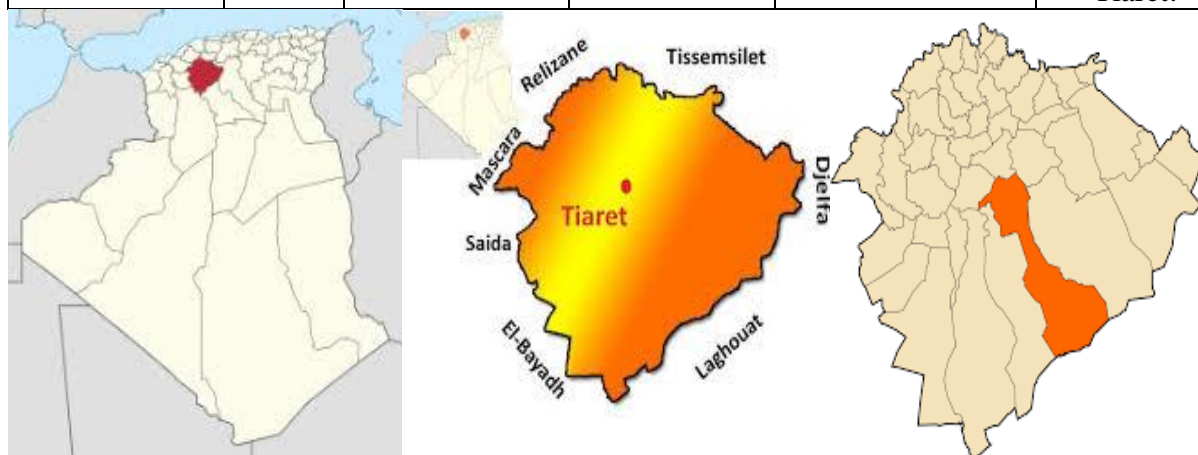 Tissemsilet
Relizane
Mascara
Djelfa
Tiaret
Saida
El-Bayadh
Laghouat